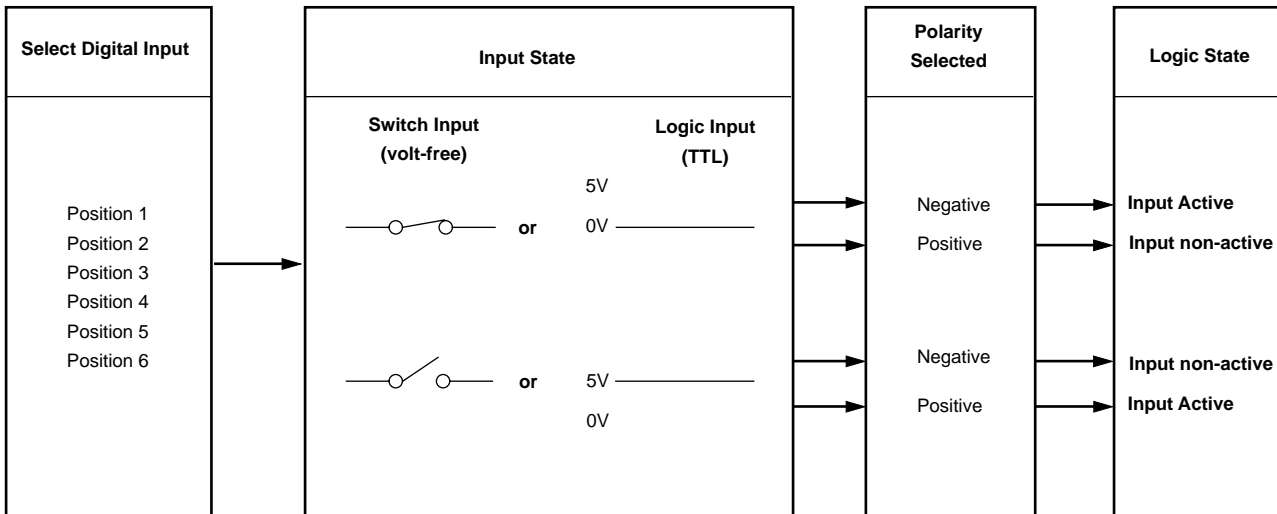 Select Digital Input
Input State
Polarity
Selected
Logic State
Position 1
Position 2
Position 3
Position 4
Position 5
Position 6
Switch Input
(volt-free)
Logic Input
(TTL)
5V
or
0V
or
5V
0V
Negative
Positive
Negative
Positive
Input Active
Input non-active
Input non-active
Input Active